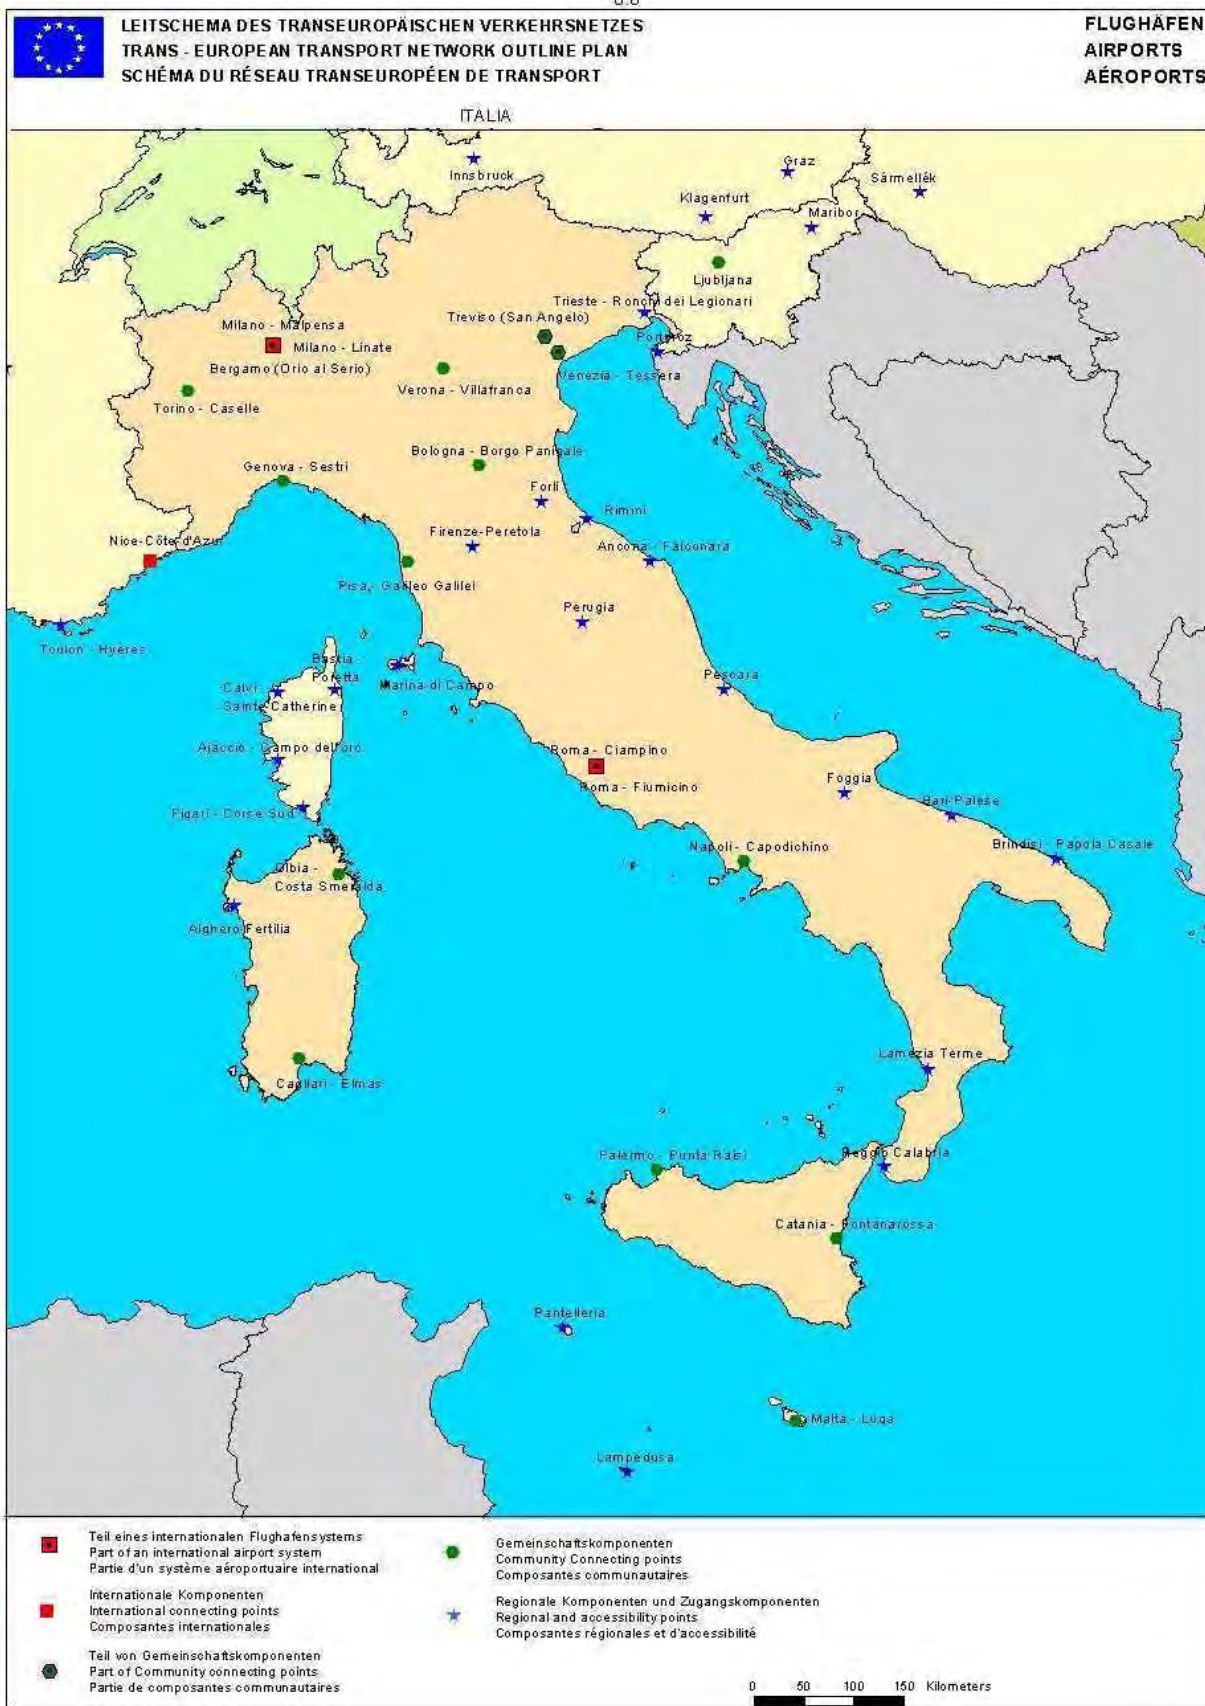 LEITSCHEMA DES TRANSEUROPÄISCHEN VERKEHRSNETZES
TRANS - EUROPEAN TRANSPORT NETWORK OUTLINE PLAN
SCHÉMA DU RÉSEAU TRANSEUROPÉEN DE TRANSPORT
FLUGHÄFEN
AIRPORTS
AÉROPORTS
ITALIA
Innsbruck
Graz
Sármellék
Klagenfurt
Maribor
Ljubljana
Trieste - Ronchi dei Legionari
Treviso (San Angelo)
Milano - Malpensa
Portoroz
Milano - Linate
Venezia - Tessera
Bergamo (Orio al Serio)
Verona - Villafranca
Torino - Caselle
Bologna - Borgo Panigale
Genova - Sestri
Forlì
Rimini
Firenze-Peretola
Nice-Côte-d'Azur
Ancona - Falconara
Pisa, - Galileo Galilei
Perugia
Toulon - Hyères
Bastia -
Poretta
Marina di Campo
Pescara
Calvi -
Sainte Catherine
Ajaccio - Campo dell'oro
Roma - Ciampino
Roma - Fiumicino
Foggia
Bari-Palese
Figari - Corse Sud
Napoli - Capodichino
Brindisi - Papola Casale
Olbia -
Costa Smeralda
Alghero Fertilia
Lamezia Terme
Cagliari - Elmas
Palermo - Punta Raisi
Reggio Calabria
Catania - Fontanarossa
Pantelleria
Malta - Luqa
Lampedusa
Teil eines internationalen Flughafensystems
Part of an international airport system
Partie d'un système aéroportuaire international
Internationale Komponenten
International connecting points
Composantes internationales
Teil von Gemeinschaftskomponenten
Part of Community connecting points
Partie de composantes communautaires
Gemeinschaftskomponenten
Community Connecting points
Composantes communautaires
Regionale Komponenten und Zugangskomponenten
Regional and accessibility points
Composantes régionales et d'accessibilité
0 50 100 150 Kilometers